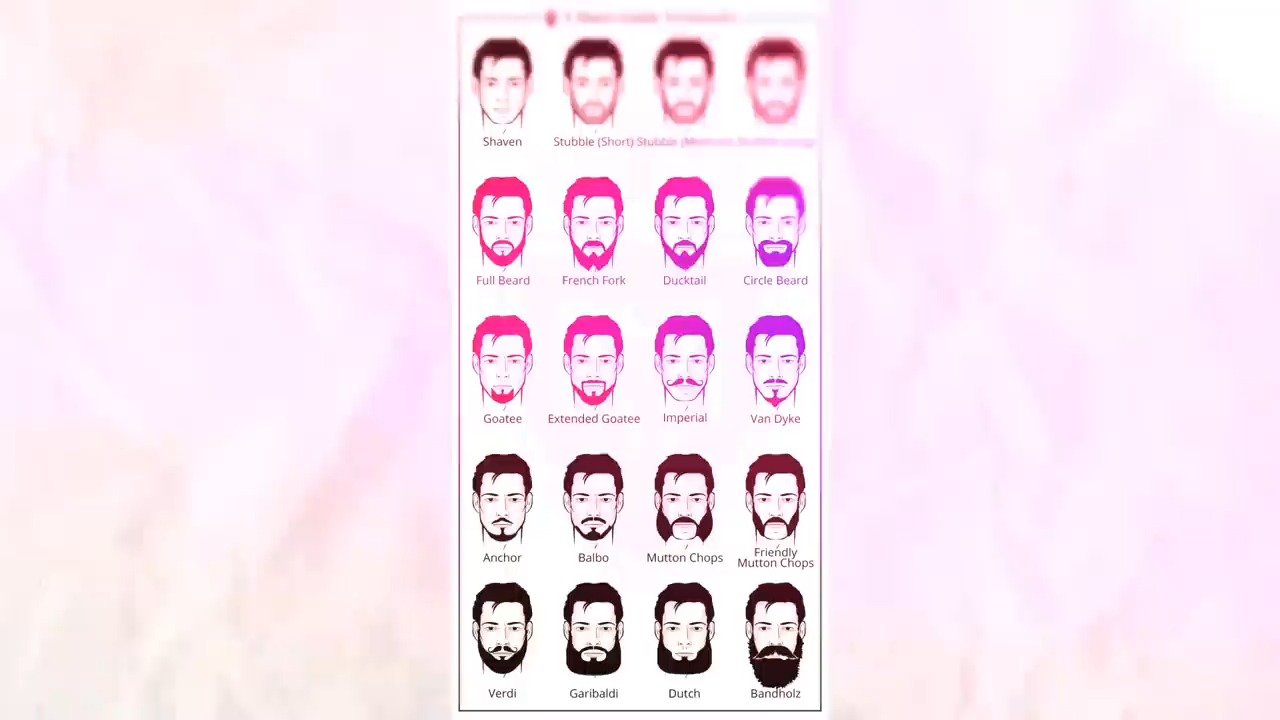 Shaven
Stubble (Short) Stubble
Full Beard French Fork Ducktail Circle Beard
Goatee Extended Goatee Imperial Van Dyke
Anchor Balbo Mutton Chops Friendly
Mutton Chops
Verdi Garibaldi Dutch Bandholz